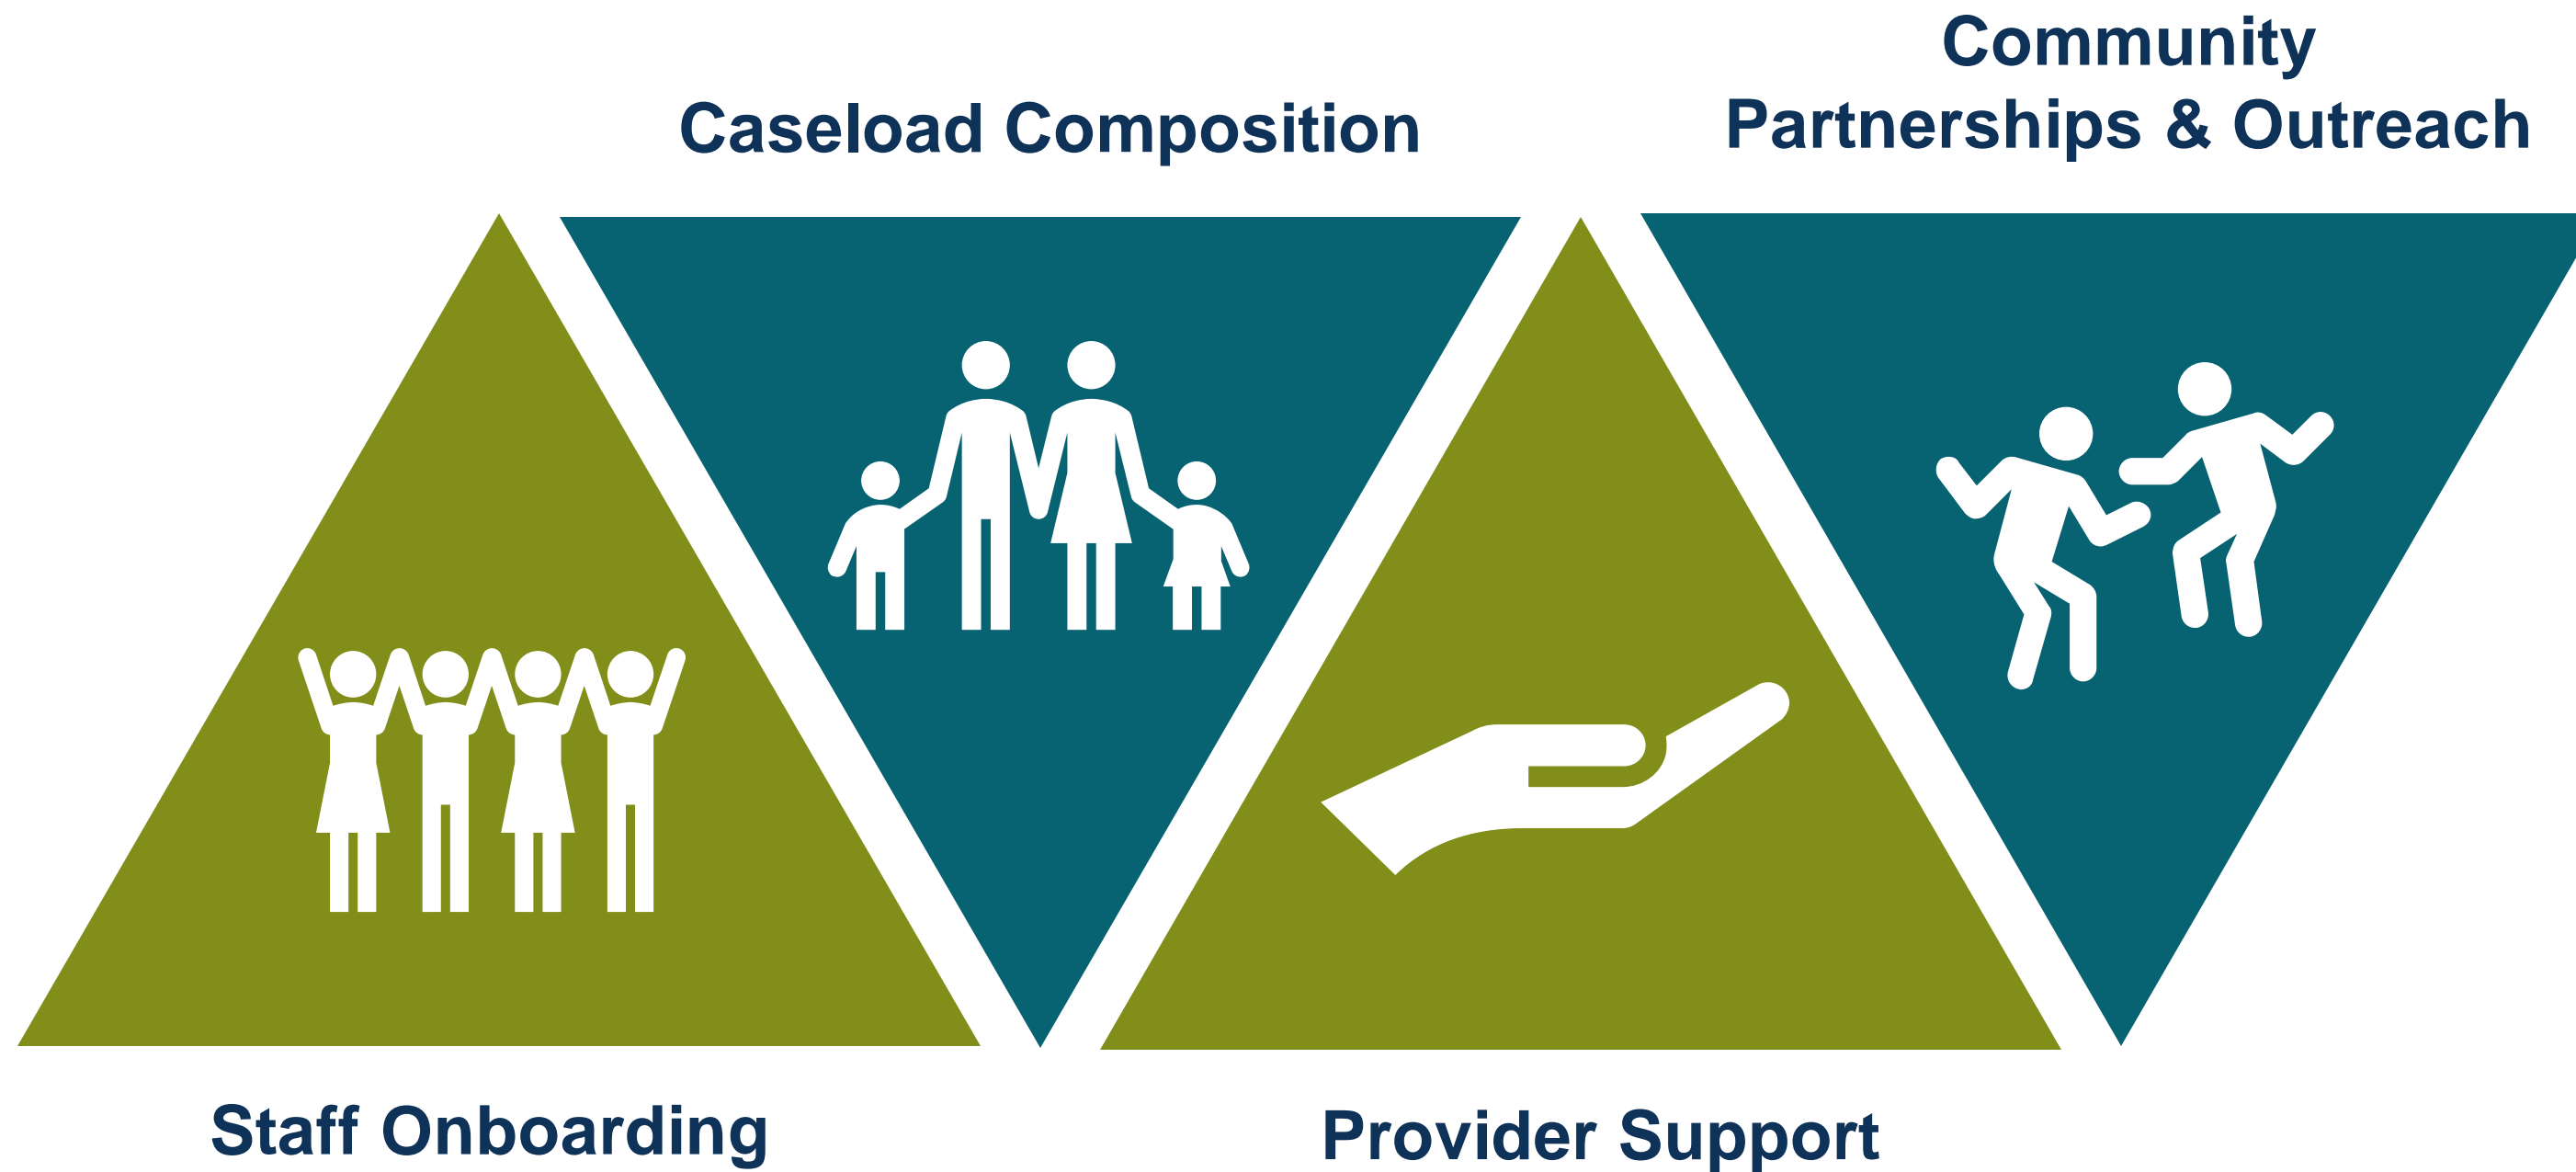 Community
Partnerships & Outreach
Caseload Composition
Staff Onboarding
Provider Support